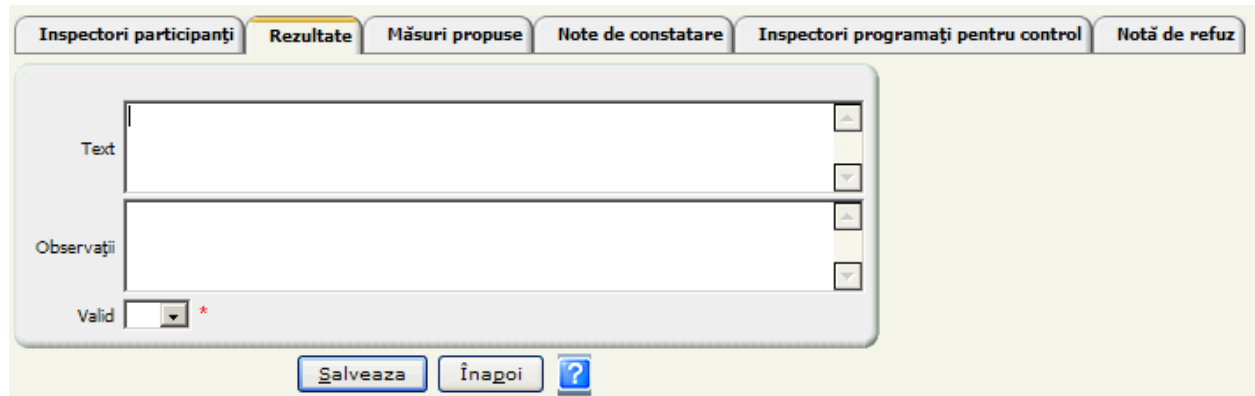 Inspectori participanţi Rezultate Măsuri propuse Note de constatare Inspectori programaţi pentru control Notă de refuz
Text
Observaţii
Valid *
Salveaza Înapoi ?